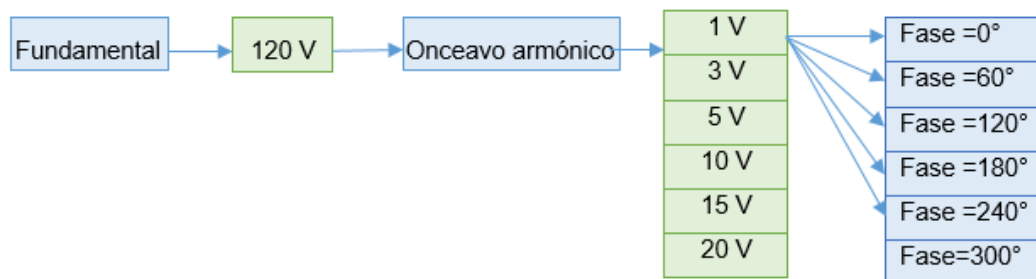 Fundamental
120 V
Onceavo armónico
1 V
3 V
5 V
10 V
15 V
20 V
Fase =0°
Fase =60°
Fase =120°
Fase =180°
Fase =240°
Fase=300°